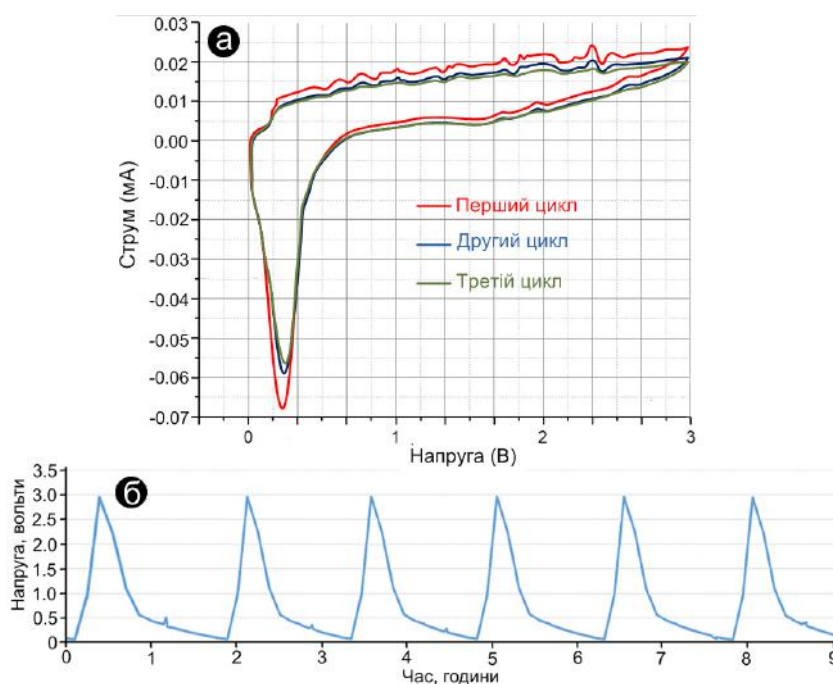 а
0.03
0.02
0.01
0.00
-0.01
-0.02
-0.03
-0.04
-0.05
-0.06
-0.07
Струм (мА)
Перший цикл
Другий цикл
Третій цикл
0 1 2 3
Напруга (В)
б
3.5
3.0
2.5
2.0
1.5
1.0
0.5
0
Напруга, вольти
0 1 2 3 4 5 6 7 8 9
Час, години